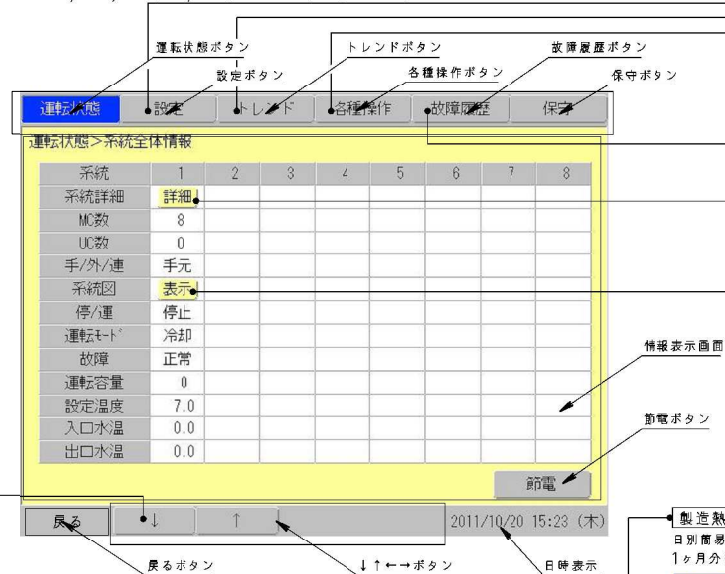 運転状態ボタン
トレンドボタン
故障履歴ボタン
設定ボタン
各種操作ボタン
保守ボタン
運転状態 設定 トレンド 各種操作 故障履歴 保守
運転状態>系統全体情報
系統 1 2 3 4 5 6 7 8
系統詳細 詳細
MC数 8
UC数 0
手/外/連 手元
系統図 表示
停/運 停止
運転モード 冷却
故障 正常
運転容量 0
設定温度 7.0
入口水温 0.0
出口水温 0.0
情報表示画面
節電ボタン
節電
戻る ↓ ↑ 2011/10/20 15:23 (木)
製造熱
日別簡易
1ヶ月分
戻るボタン
↓↑←→ボタン
日時表示